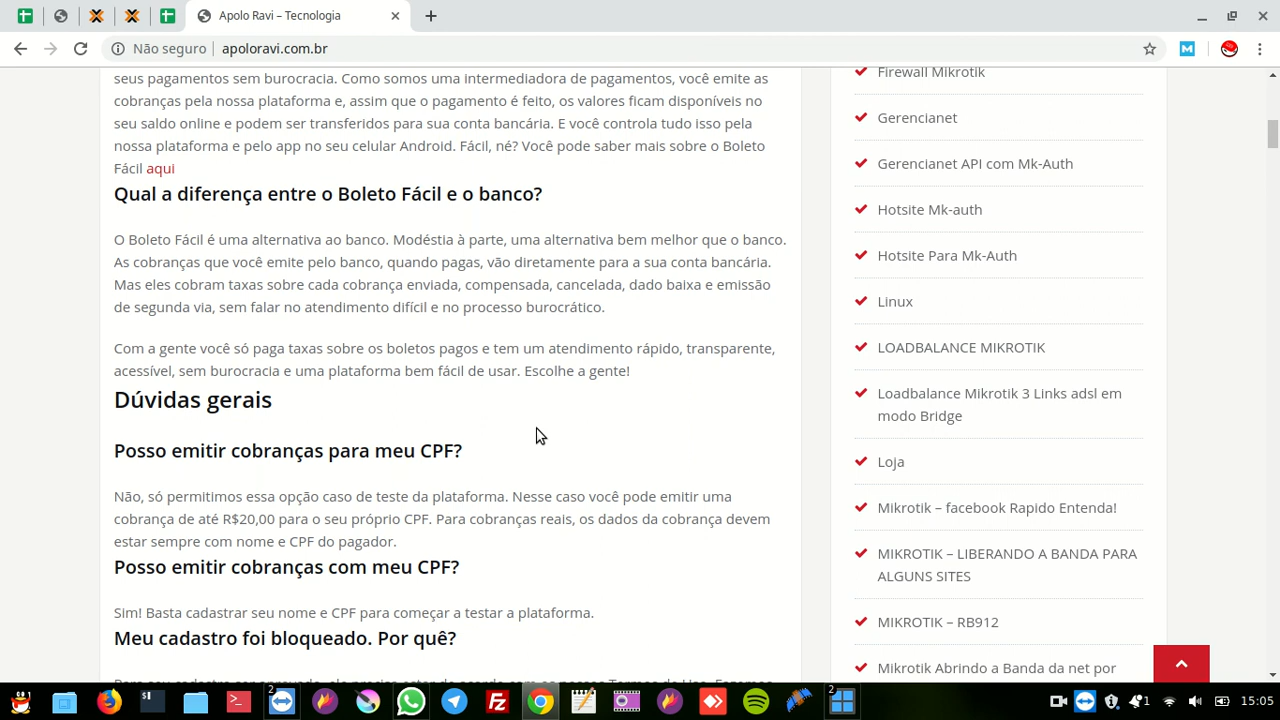 Apolo Ravi – Tecnologia
Não seguro
apoloravi.com.br
seus pagamentos sem burocracia. Como somos uma intermediadora de pagamentos, você emite as
cobranças pela nossa plataforma e, assim que o pagamento é feito, os valores ficam disponíveis no
seu saldo online e podem ser transferidos para sua conta bancária. E você controla tudo isso pela
nossa plataforma e pelo app no seu celular Android. Fácil, né? Você pode saber mais sobre o Boleto
Fácil aqui
Qual a diferença entre o Boleto Fácil e o banco?
O Boleto Fácil é uma alternativa ao banco. Modéstia à parte, uma alternativa bem melhor que o banco.
As cobranças que você emite pelo banco, quando pagas, vão diretamente para a sua conta bancária.
Mas eles cobram taxas sobre cada cobrança enviada, compensada, cancelada, dado baixa e emissão
de segunda via, sem falar no atendimento difícil e no processo burocrático.
Com a gente você só paga taxas sobre os boletos pagos e tem um atendimento rápido, transparente,
acessível, sem burocracia e uma plataforma bem fácil de usar. Escolhe a gente!
Dúvidas gerais
Posso emitir cobranças para meu CPF?
Não, só permitimos essa opção caso de teste da plataforma. Nesse caso você pode emitir uma
cobrança de até R$20,00 para o seu próprio CPF. Para cobranças reais, os dados da cobrança devem
estar sempre com nome e CPF do pagador.
Posso emitir cobranças com meu CPF?
Sim! Basta cadastrar seu nome e CPF para começar a testar a plataforma.
Meu cadastro foi bloqueado. Por quê?
Firewall Mikrotik
Gerencianet
Gerencianet API com Mk-Auth
Hotsite Mk-auth
Hotsite Para Mk-Auth
Linux
LOADBALANCE MIKROTIK
Loadbalance Mikrotik 3 Links adsl em
modo Bridge
Loja
Mikrotik – facebook Rapido Entenda!
MIKROTIK – LIBERANDO A BANDA PARA
ALGUNS SITES
MIKROTIK – RB912
Mikrotik Abrindo a Banda da net por
2
2
1
15:05